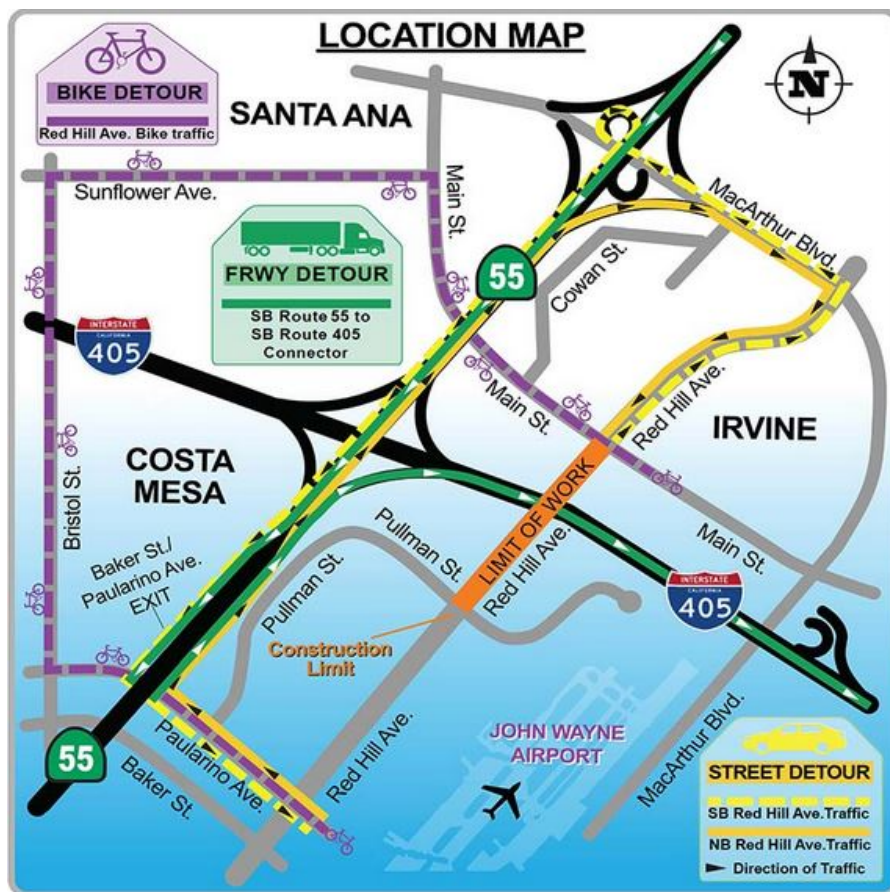 LOCATION MAP
BIKE DETOUR
Red Hill Ave. Bike traffic
SANTA ANA
N
Sunflower Ave.
Main St.
MacArthur Blvd.
FRWY DETOUR
SB Route 55 to
SB Route 405
Connector
55
Cowan St.
INTERSTATE
CALIFORNIA
405
Main St.
Red Hill Ave.
IRVINE
COSTA
MESA
Bristol St.
LIMIT OF WORK
Baker St./
Paularino Ave.
EXIT
Pullman St.
Pullman St.
Red Hill Ave.
Main St.
INTERSTATE
CALIFORNIA
405
Construction
Limit
55
Paularino Ave.
Baker St.
Red Hill Ave.
JOHN WAYNE
AIRPORT
MacArthur Blvd.
STREET DETOUR
SB Red Hill Ave.Traffic
NB Red Hill Ave.Traffic
Direction of Traffic